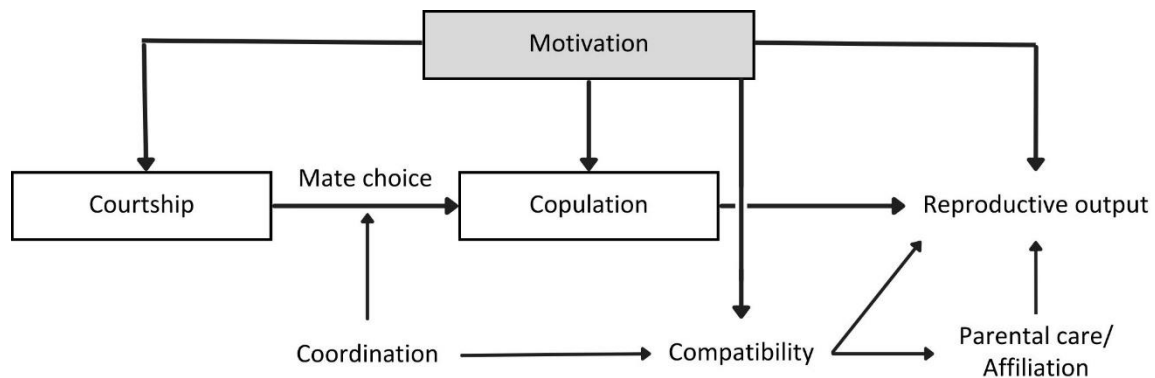 Motivation
Mate choice
Courtship
Copulation
Reproductive output
Coordination
Compatibility
Parental care/
Affiliation